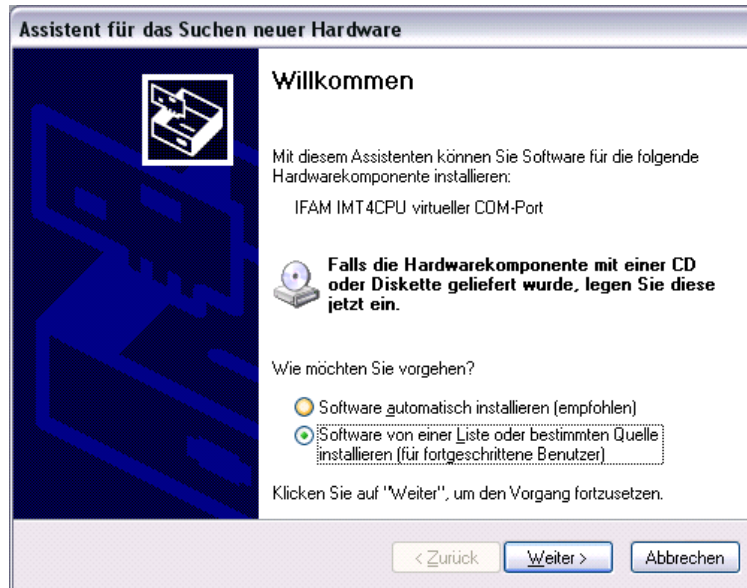 Assistent für das Suchen neuer Hardware
Willkommen
Mit diesem Assistenten können Sie Software für die folgende
Hardwarekomponente installieren:
IFAM IMT4CPU virtueller COM-Port
Falls die Hardwarekomponente mit einer CD
oder Diskette geliefert wurde, legen Sie diese
jetzt ein.
Wie möchten Sie vorgehen?
Software automatisch installieren (empfohlen)
Software von einer Liste oder bestimmten Quelle
installieren (für fortgeschrittene Benutzer)
Klicken Sie auf "Weiter", um den Vorgang fortzusetzen.
< Zurück Weiter > Abbrechen